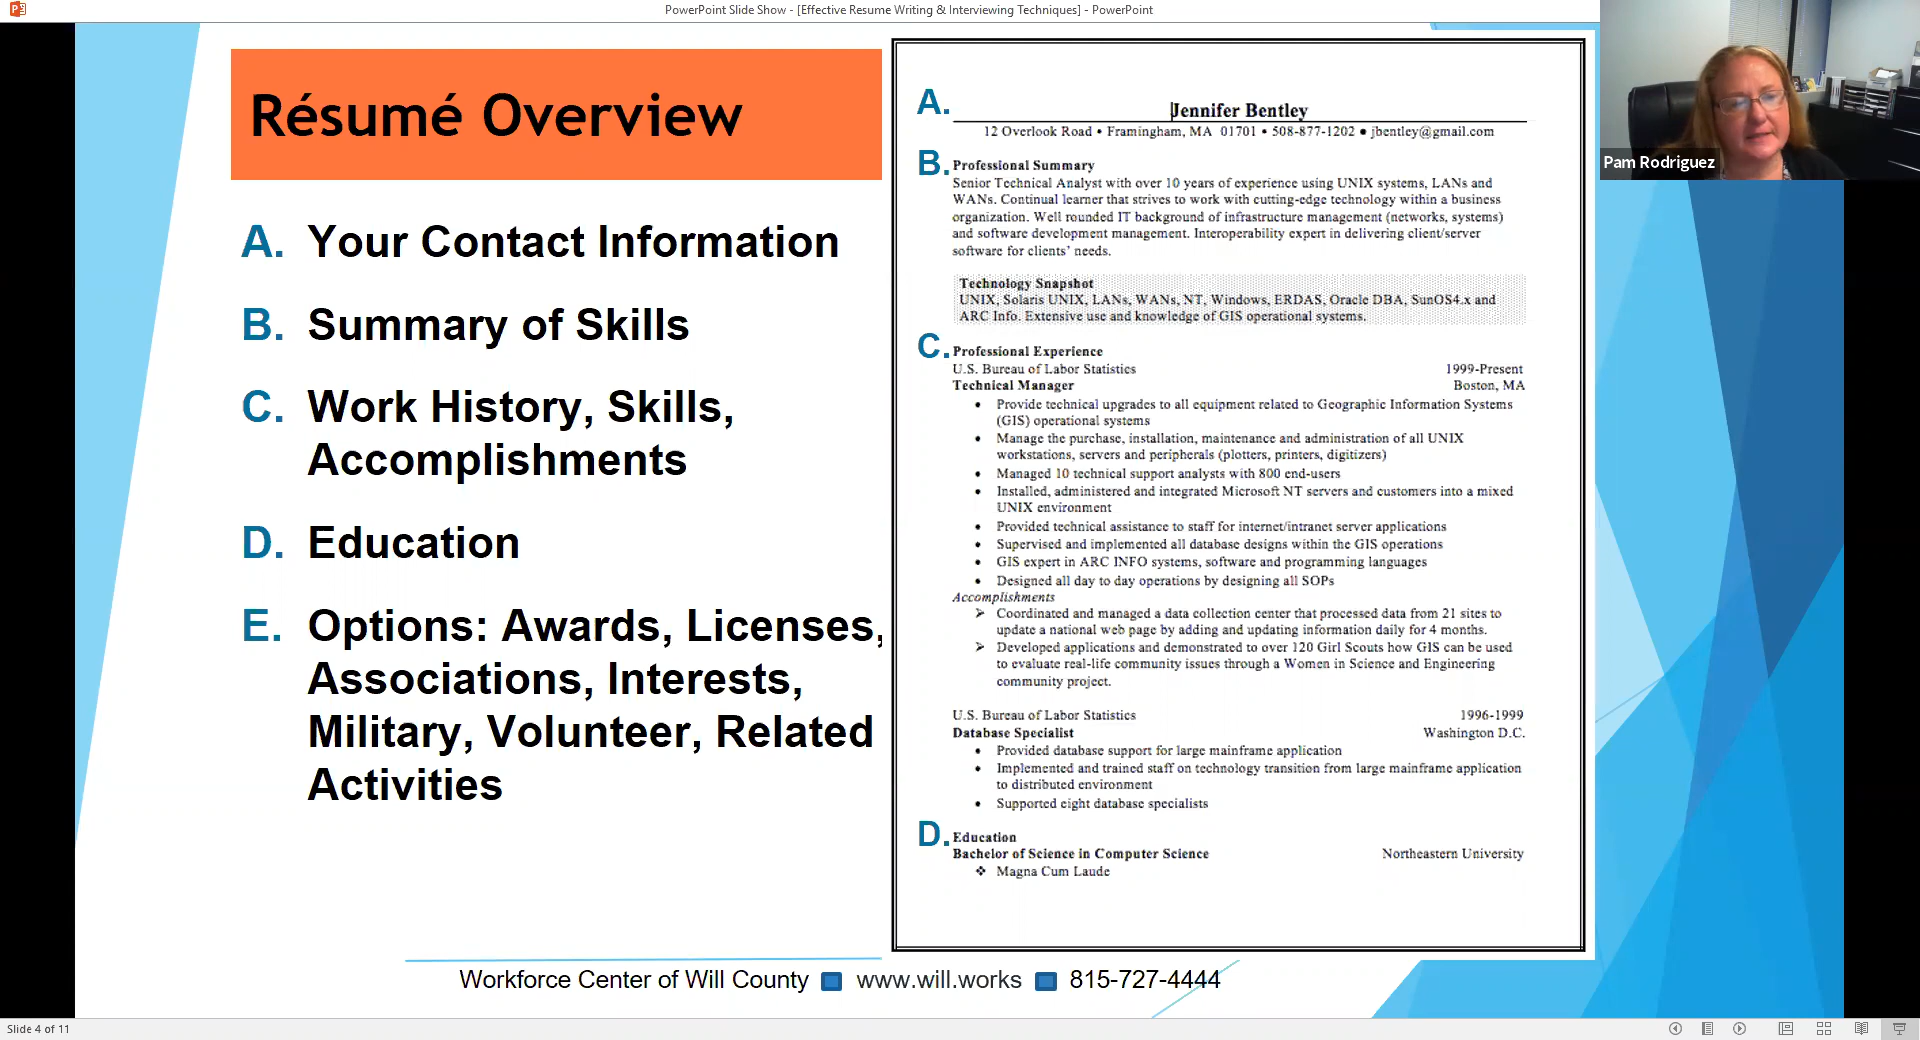 PowerPoint Slide Show - [Effective Resume Writing & Interviewing Techniques] - PowerPoint
Résumé Overview
A. Your Contact Information
B. Summary of Skills
C. Work History, Skills,
Accomplishments
D. Education
E. Options: Awards, Licenses,
Associations, Interests,
Military, Volunteer, Related
Activities
A.
Jennifer Bentley
12 Overlook Road • Framingham, MA 01701 • 508-877-1202 ● jbentley@gmail.com
B. Professional Summary
Senior Technical Analyst with over 10 years of experience using UNIX systems, LANs and
WANs. Continual learner that strives to work with cutting-edge technology within a business
organization. Well rounded IT background of infrastructure management (networks, systems)
and software development management. Interoperability expert in delivering client/server
software for clients' needs.
Technology Snapshot
UNIX, Solaris UNIX, LANs, WANs, NT, Windows, ERDAS, Oracle DBA, SunOS4.x and
ARC Info. Extensive use and knowledge of GIS operational systems.
C. Professional Experience
U.S. Bureau of Labor Statistics 1999-Present
Technical Manager Boston, MA
• Provide technical upgrades to all equipment related to Geographic Information Systems
(GIS) operational systems
• Manage the purchase, installation, maintenance and administration of all UNIX
workstations, servers and peripherals (plotters, printers, digitizers)
• Managed 10 technical support analysts with 800 end-users
• Installed, administered and integrated Microsoft NT servers and customers into a mixed
UNIX environment
• Provided technical assistance to staff for internet/intranet server applications
• Supervised and implemented all database designs within the GIS operations
• GIS expert in ARC INFO systems, software and programming languages
• Designed all day to day operations by designing all SOPs
Accomplishments
➢ Coordinated and managed a data collection center that processed data from 21 sites to
update a national web page by adding and updating information daily for 4 months.
➢ Developed applications and demonstrated to over 120 Girl Scouts how GIS can be used
to evaluate real-life community issues through a Women in Science and Engineering
community project.
U.S. Bureau of Labor Statistics 1996-1999
Database Specialist Washington D.C.
• Provided database support for large mainframe application
• Implemented and trained staff on technology transition from large mainframe application
to distributed environment
• Supported eight database specialists
D. Education
Bachelor of Science in Computer Science Northeastern University
❖ Magna Cum Laude
Workforce Center of Will County www.will.works 815-727-4444
Pam Rodriguez
Slide 4 of 11